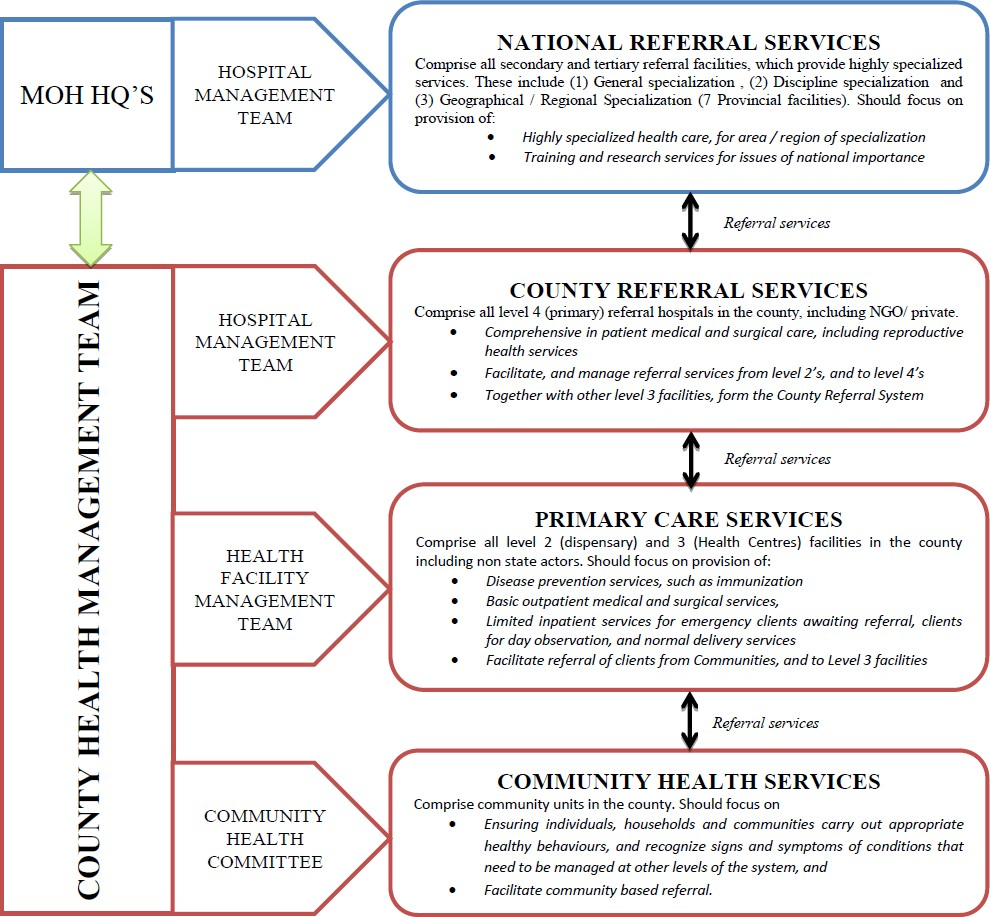 MOH HQ'S
HOSPITAL
MANAGEMENT
TEAM
NATIONAL REFERRAL SERVICES
Comprise all secondary and tertiary referral facilities, which provide highly specialized
services. These include (1) General specialization , (2) Discipline specialization and
(3) Geographical / Regional Specialization (7 Provincial facilities). Should focus on
provision of:
• Highly specialized health care, for area / region of specialization
• Training and research services for issues of national importance
Referral services
COUNTY HEALTH MANAGEMENT TEAM
HOSPITAL
MANAGEMENT
TEAM
COUNTY REFERRAL SERVICES
Comprise all level 4 (primary) referral hospitals in the county, including NGO/ private.
• Comprehensive in patient medical and surgical care, including reproductive
health services
• Facilitate, and manage referral services from level 2's, and to level 4's
• Together with other level 3 facilities, form the County Referral System
Referral services
HEALTH
FACILITY
MANAGEMENT
TEAM
PRIMARY CARE SERVICES
Comprise all level 2 (dispensary) and 3 (Health Centres) facilities in the county
including non state actors. Should focus on provision of:
• Disease prevention services, such as immunization
• Basic outpatient medical and surgical services,
• Limited inpatient services for emergency clients awaiting referral, clients
for day observation, and normal delivery services
• Facilitate referral of clients from Communities, and to Level 3 facilities
Referral services
COMMUNITY
HEALTH
COMMITTEE
COMMUNITY HEALTH SERVICES
Comprise community units in the county. Should focus on
• Ensuring individuals, households and communities carry out appropriate
healthy behaviours, and recognize signs and symptoms of conditions that
need to be managed at other levels of the system, and
• Facilitate community based referral.